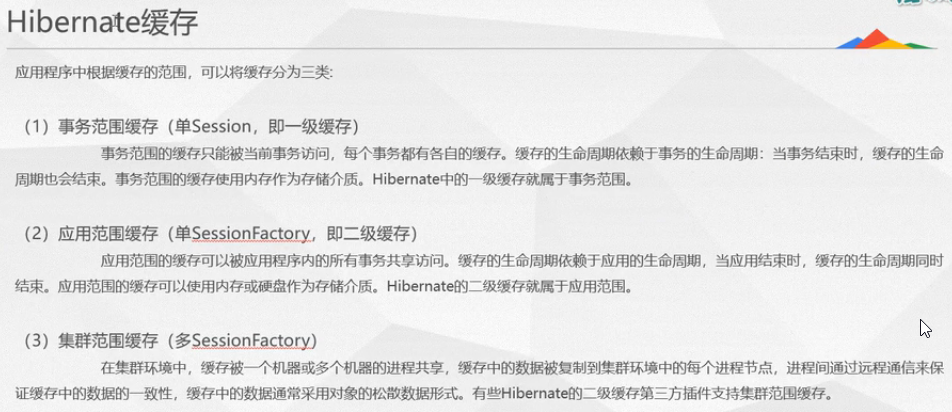 Hibernate缓存
应用程序中根据缓存的范围，可以将缓存分为三类:
（1）事务范围缓存（单Session，即一级缓存）
事务范围的缓存只能被当前事务访问，每个事务都有各自的缓存。缓存的生命周期依赖于事务的生命周期：当事务结束时，缓存的生命
周期也会结束。事务范围的缓存使用内存作为存储介质。Hibernate中的一级缓存就属于事务范围。
（2）应用范围缓存（单SessionFactory，即二级缓存）
应用范围的缓存可以被应用程序内的所有事务共享访问。缓存的生命周期依赖于应用的生命周期，当应用结束时，缓存的生命周期同时
结束。应用范围的缓存可以使用内存或硬盘作为存储介质。Hibernate的二级缓存就属于应用范围。
（3）集群范围缓存（多SessionFactory）
在集群环境中，缓存被一个机器或多个机器的进程共享，缓存中的数据被复制到集群环境中的每个进程节点，进程间通过远程通信来保
证缓存中的数据的一致性，缓存中的数据通常采用对象的松散数据形式。有些Hibernate的二级缓存第三方插件支持集群范围缓存。